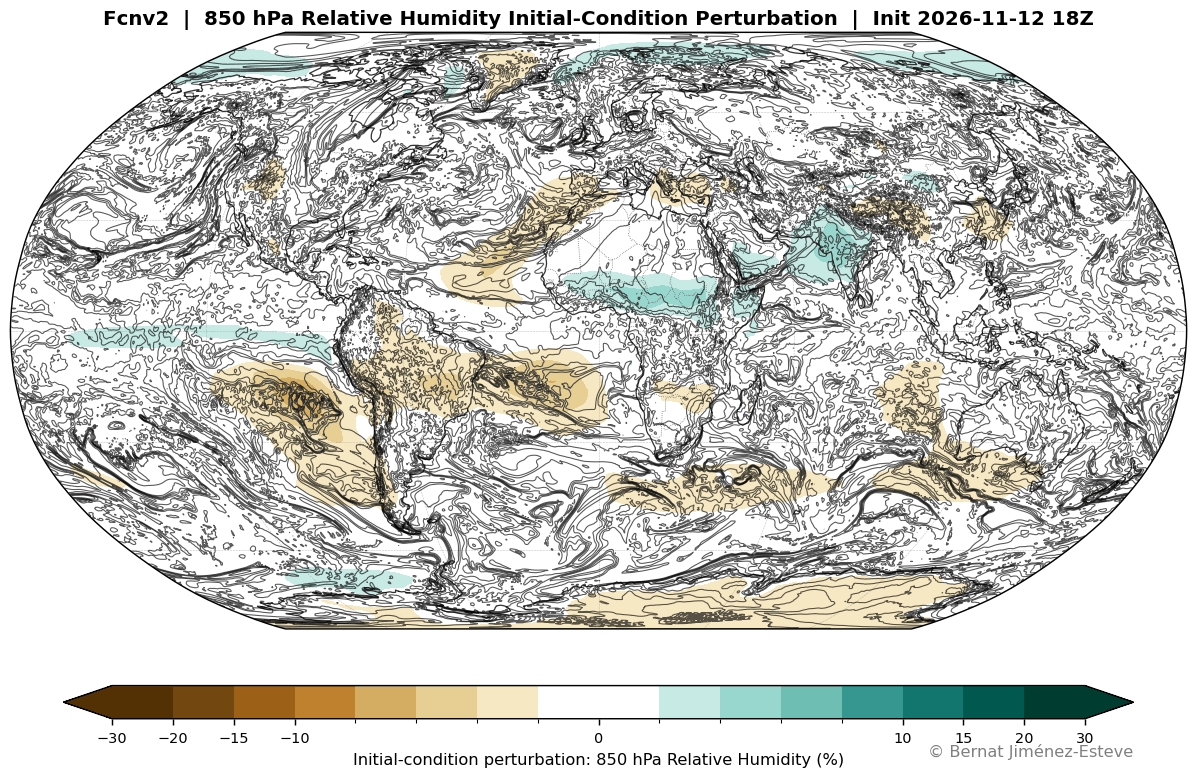 Fcnv2 | 850 hPa Relative Humidity Initial-Condition Perturbation | Init 2026-11-12 18Z
−30 −20 −15 −10 0 10 15 20 30
Initial-condition perturbation: 850 hPa Relative Humidity (%)
© Bernat Jiménez-Esteve